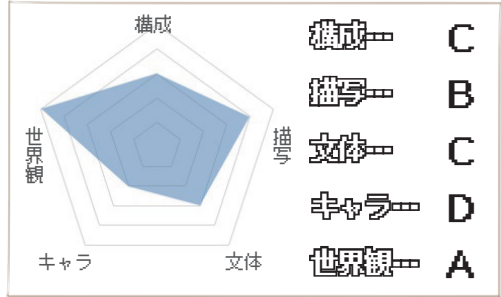 構成
描写
文体
キャラ
世界観
構成… C
描写… B
文体… C
キャラ… D
世界観… A